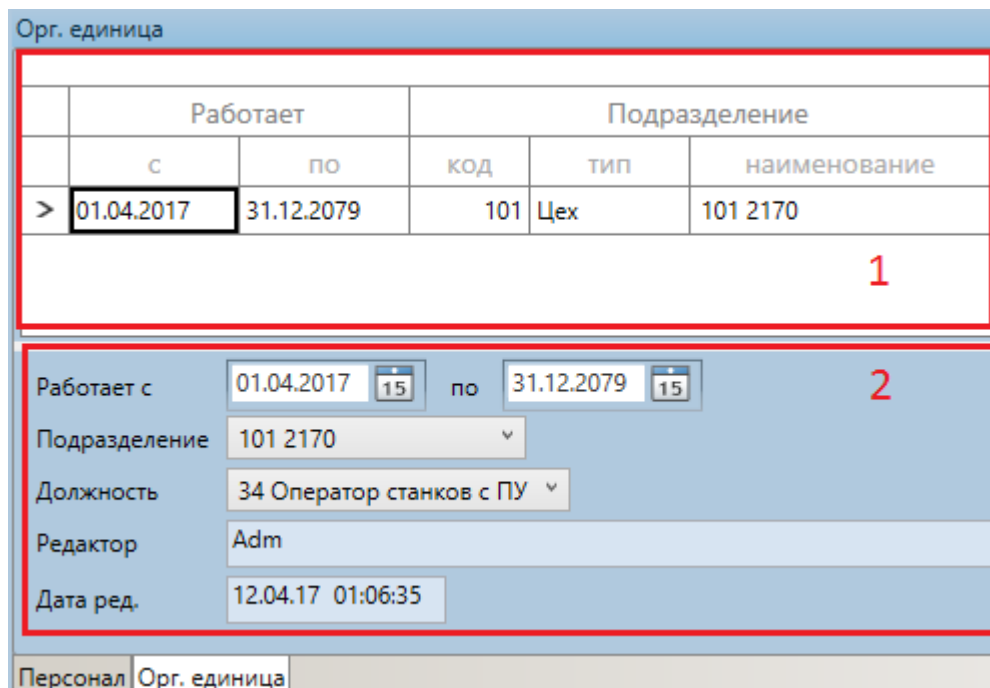 Орг. единица
Работает Подразделение
с по код тип наименование
> 01.04.2017 31.12.2079 101 Цех 101 2170
1
Работает с 01.04.2017 15 по 31.12.2079 15 2
Подразделение 101 2170
Должность 34 Оператор станков с ПУ
Редактор Adm
Дата ред. 12.04.17 01:06:35
Персонал Орг. единица